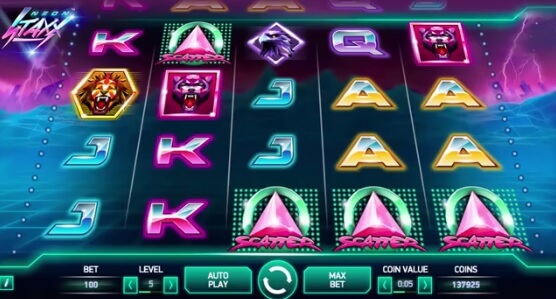 NEON
STAXX
K
SCATTER
Q
J
A
A
J
K
J
A
A
J
K
SCATTER
SCATTER
SCATTER
i
BET
100
LEVEL
5
AUTO
PLAY
MAX
BET
COIN VALUE
0.05
COINS
137925